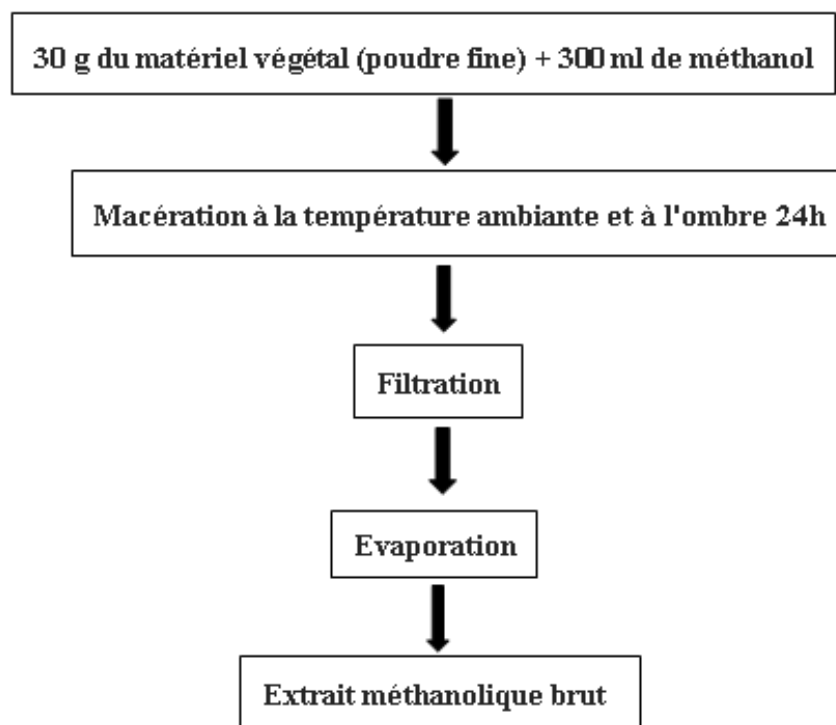 30 g du matériel végétal (poudre fine) + 300 ml de méthanol
Macération à la température ambiante et à l'ombre 24h
Filtration
Evaporation
Extrait méthanolique brut